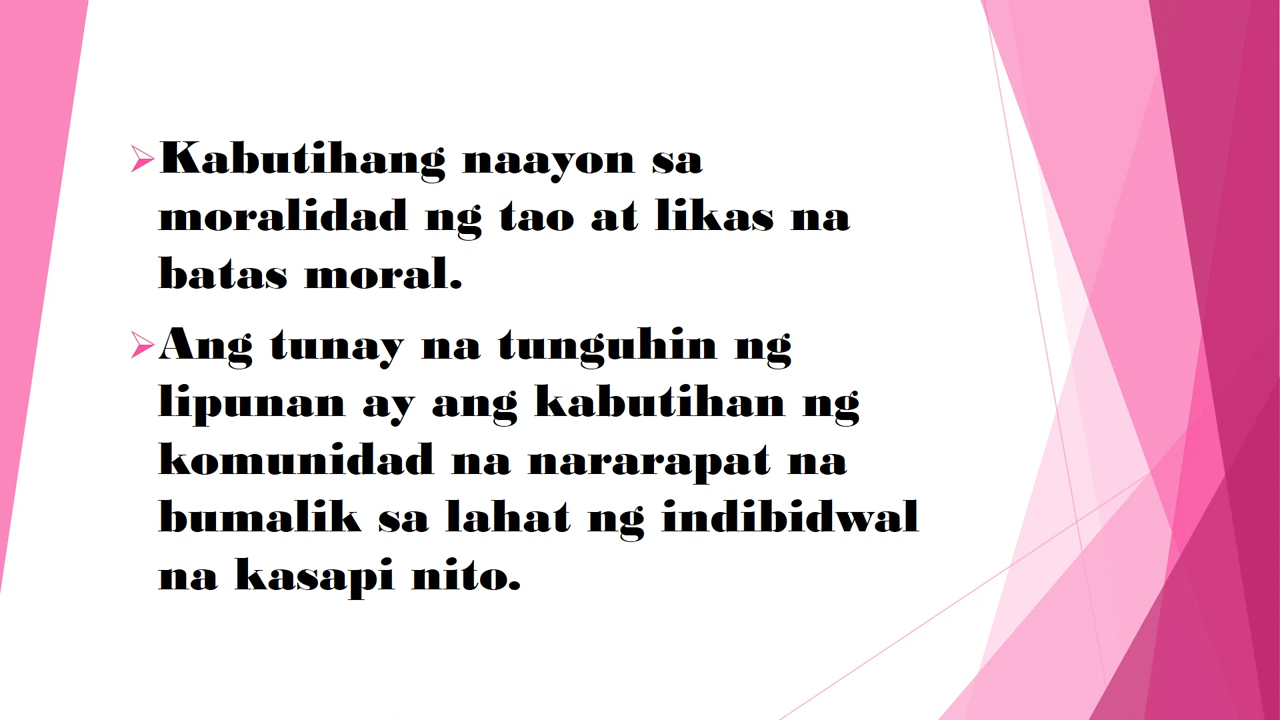 Kabutihang naayon sa
moralidad ng tao at likas na
batas moral.
Ang tunay na tunguhin ng
lipunan ay ang kabutihan ng
komunidad na nararapat na
bumalik sa lahat ng indibidwal
na kasapi nito.